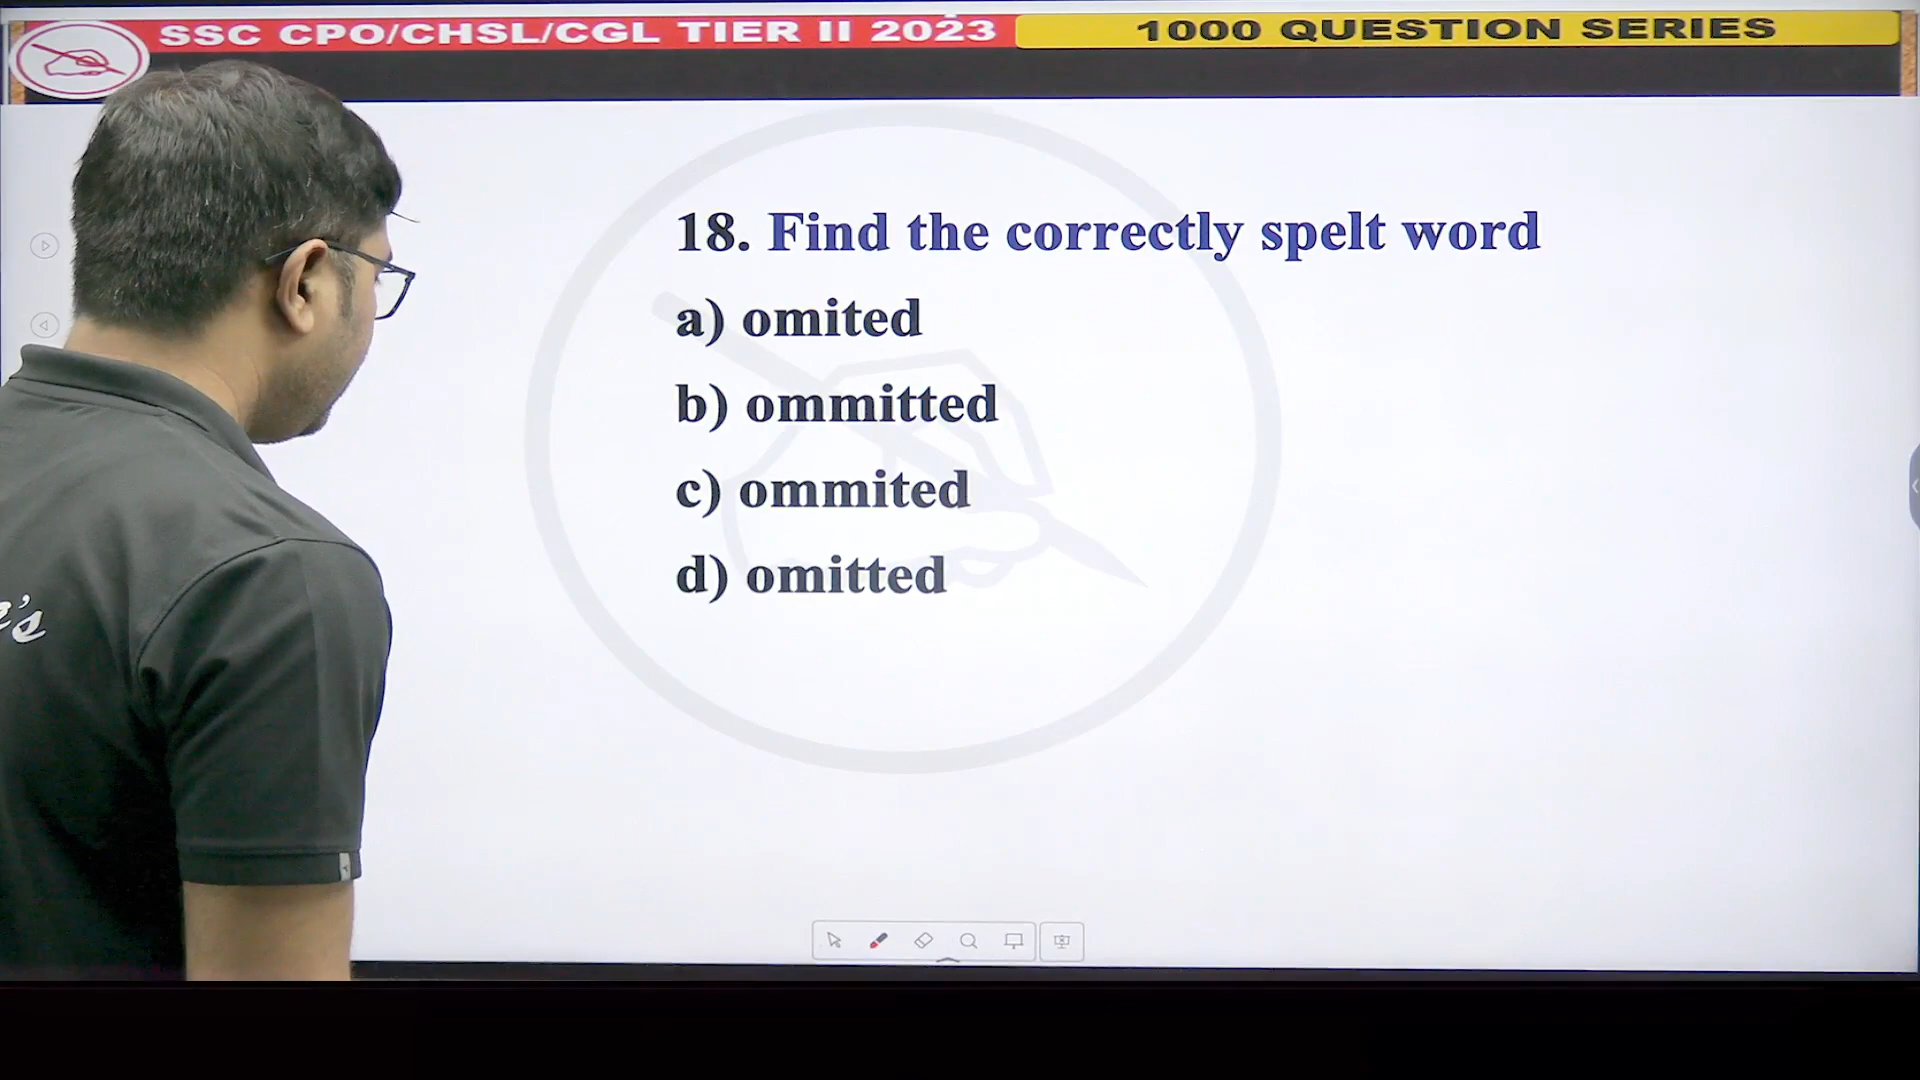 SSC CPO/CHSL/CGL TIER II 2023 1000 QUESTION SERIES
18. Find the correctly spelt word
a) omited
b) ommitted
c) ommited
d) omitted
's